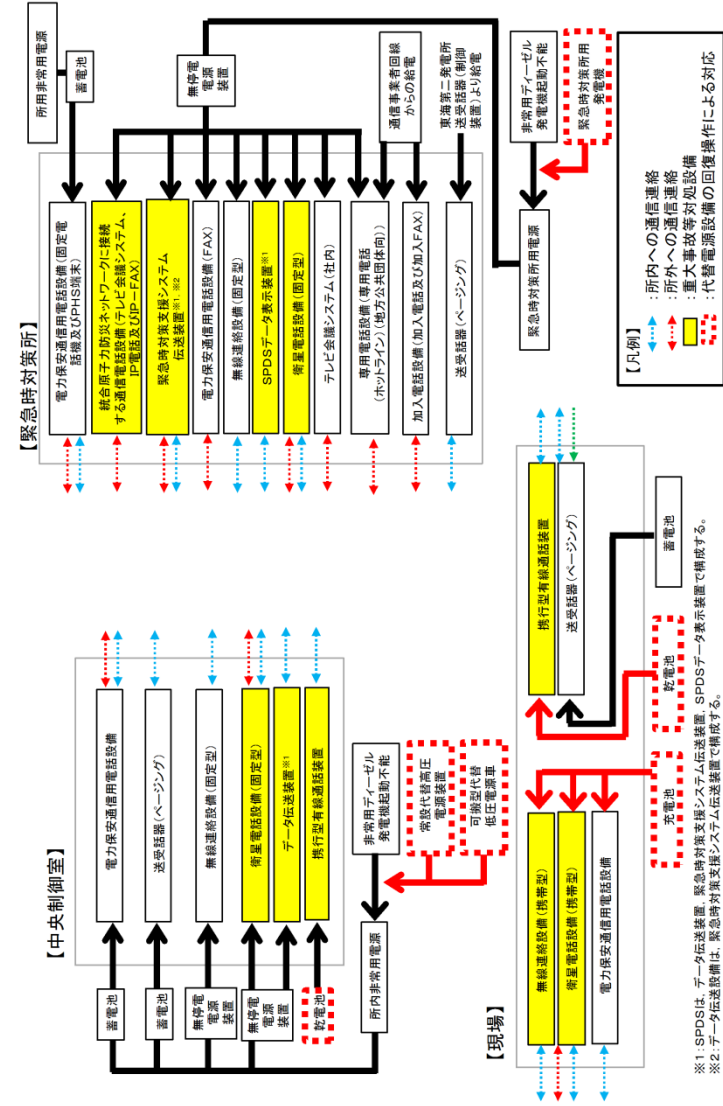 【中央制御室】
蓄電池
蓄電池
無停電
電源
装置
無停電
電源
装置
乾電池
電力保安通信用電話設備
送受話器(ページング)
無線連絡設備(固定型)
衛星電話設備(固定型)
データ伝送装置※1
携行型有線通話装置
所内非常用電源
非常用ディーゼル
発電機起動不能
常設代替高圧
電源装置
可搬型代替
低圧電源車
【緊急時対策所】
電力保安通信用電話設備(固定電
話機及びPHS端末)
統合原子力防災ネットワークに接続
する通信電話設備(テレビ会議システム、
IP電話及びIP-FAX)
緊急時対策支援システム
伝送装置※1、※2
電力保安通信用電話設備(FAX)
無線連絡設備(固定型)
SPDSデータ表示装置※1
衛星電話設備(固定型)
テレビ会議システム(社内)
専用電話設備(専用電話
(ホットライン)(地方公共団体向)
加入電話設備(加入電話及び加入FAX)
送受話器(ページング)
所用非常用電源
蓄電池
無停電
電源
装置
通信事業者回線
からの給電
東海第二発電所
送受話器(制御
装置)より給電
緊急時対策所用電源
非常用ディーゼル
発電機起動不能
緊急時対策所用
発電機
【現場】
無線連絡設備(携帯型)
衛星電話設備(携帯型)
電力保安通信用電話設備
携行型有線通話装置
送受話器(ページング)
充電池
乾電池
蓄電池
【凡例】
:所内への通信連絡
:所外への通信連絡
:重大事故等対処設備
:代替電源設備の回復操作による対応
※1:SPDSは、データ伝送装置、緊急時対策支援システム伝送装置、SPDSデータ表示装置で構成する。
※2:データ伝送設備は、緊急時対策支援システム伝送装置で構成する。